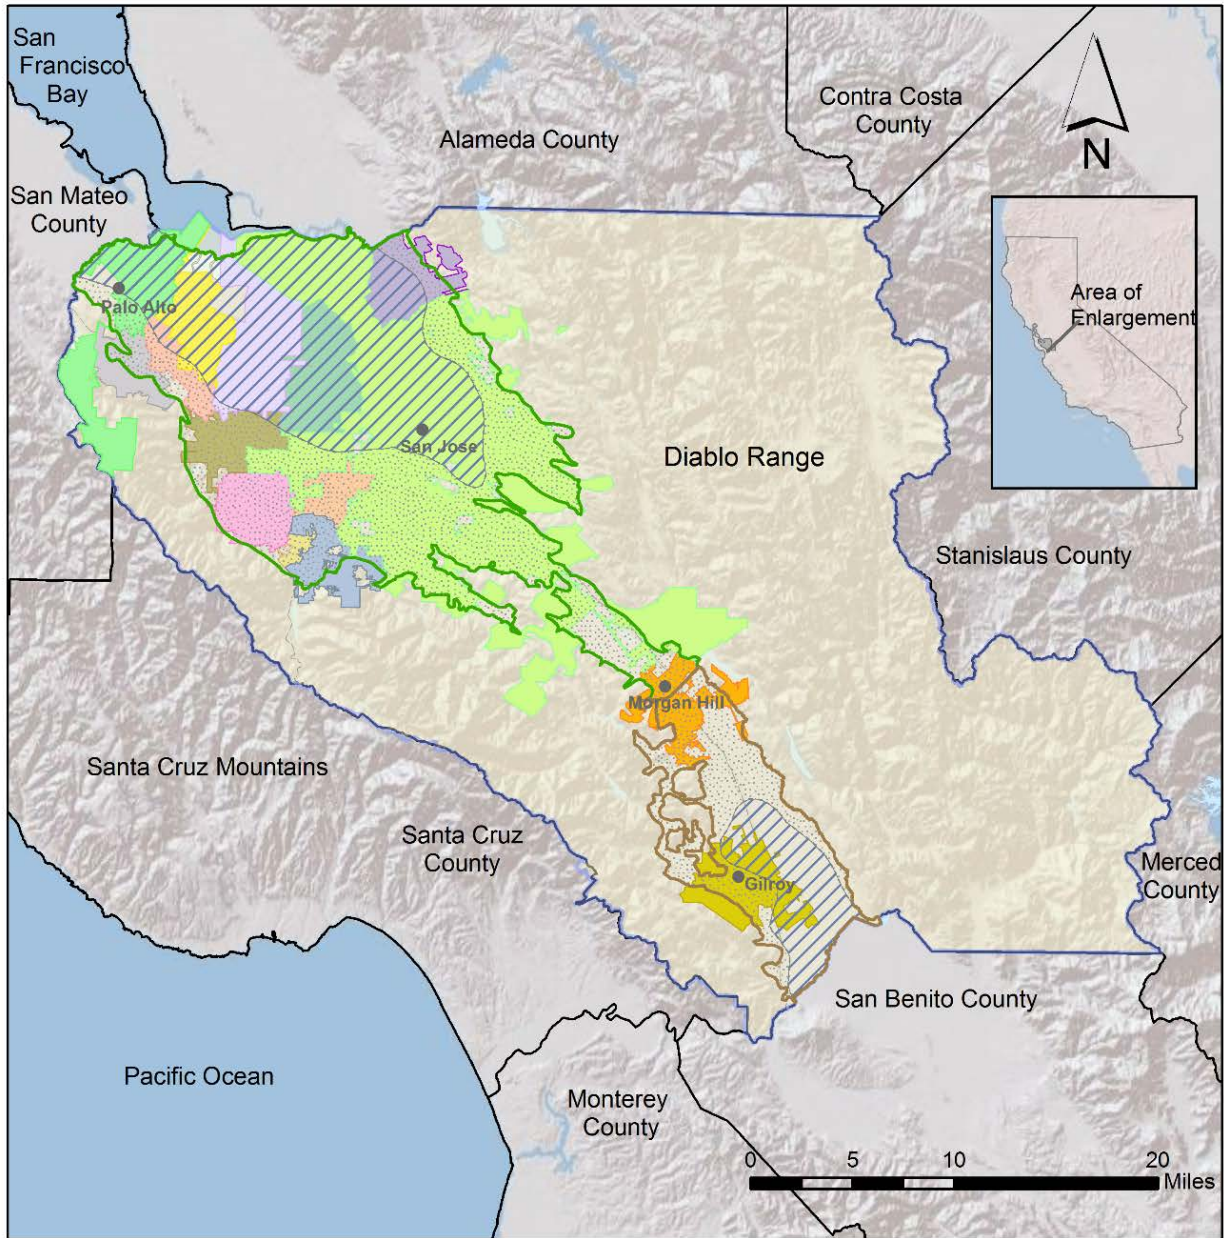 San
Francisco
Bay
Contra Costa
County
Alameda County
N
San Mateo
County
Area of
Enlargement
Palo Alto
San Jose
Diablo Range
Stanislaus County
Morgan Hill
Santa Cruz Mountains
Santa Cruz
County
Merced
County
Gilroy
San Benito County
Pacific Ocean
Monterey
County
0 5 10 20
Miles